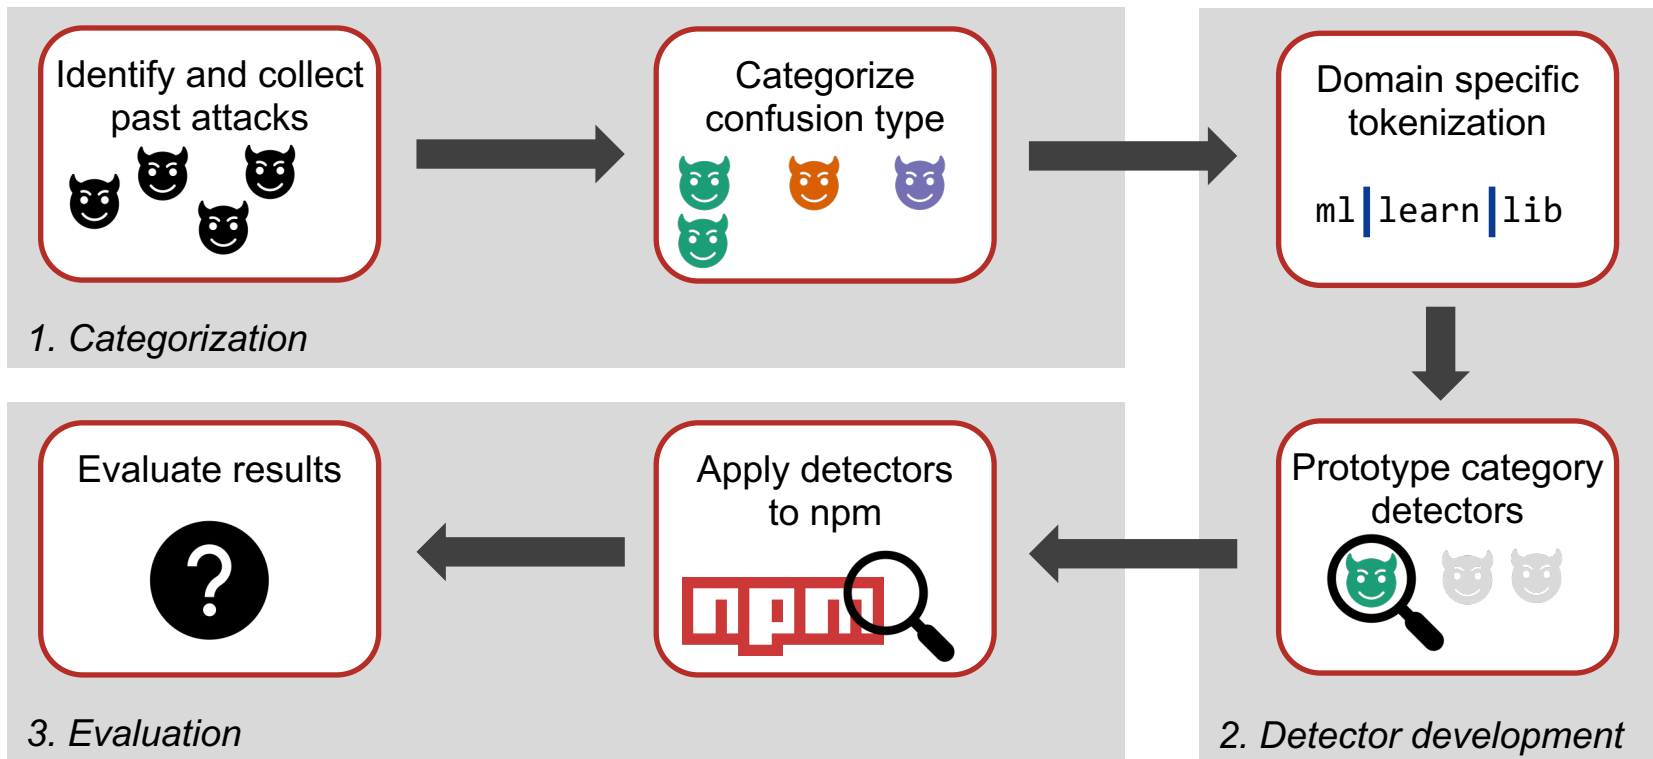 Identify and collect
past attacks
Categorize
confusion type
1. Categorization
Domain specific
tokenization
ml|learn|lib
Prototype category
detectors
2. Detector development
Apply detectors
to npm
npm
Evaluate results
?
3. Evaluation